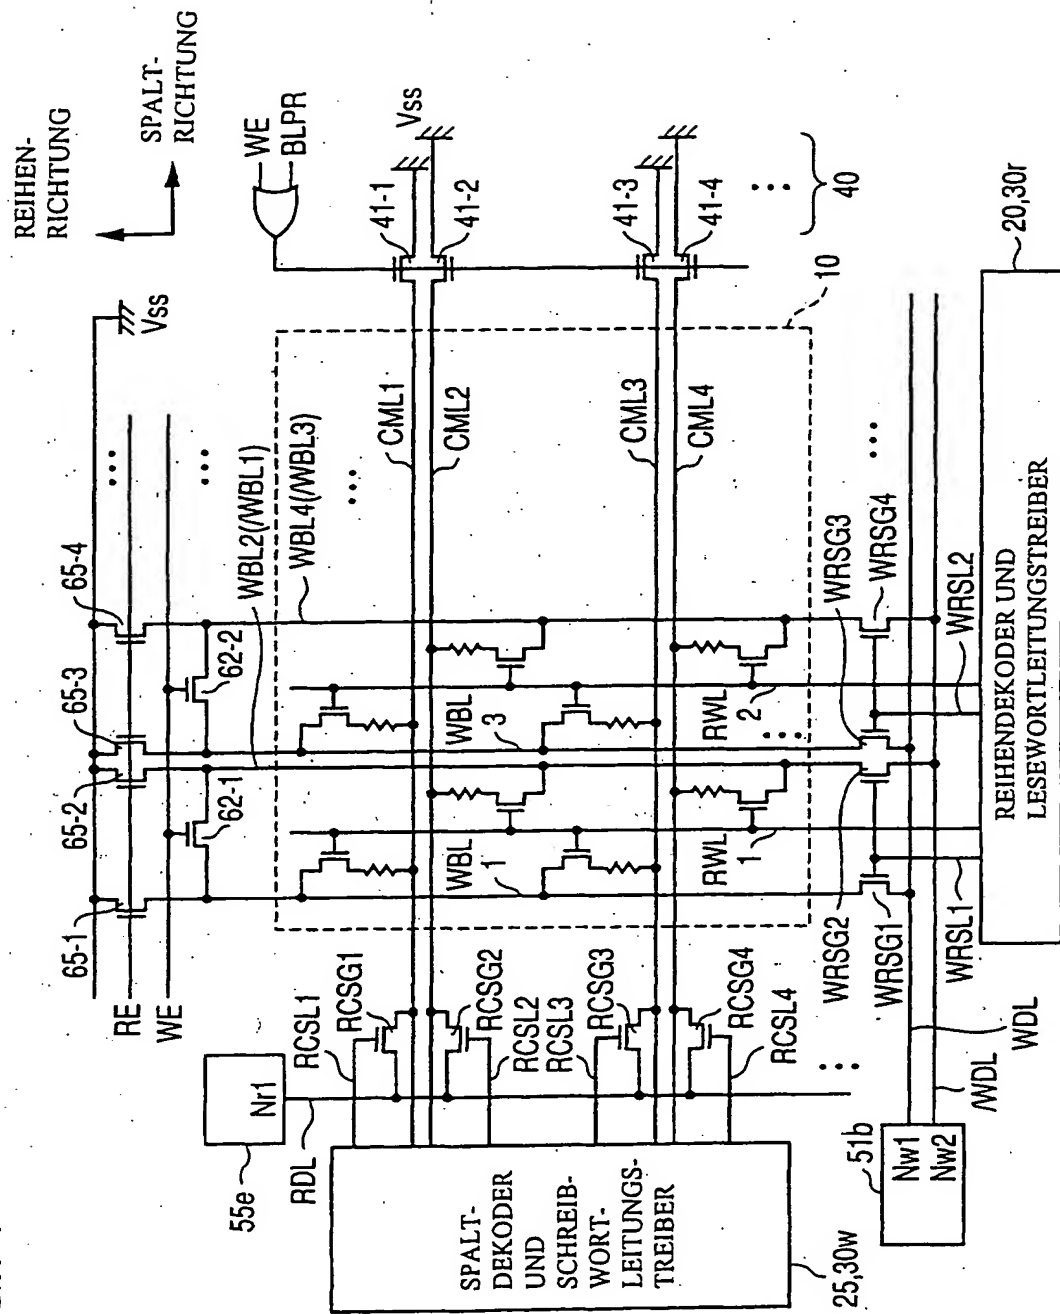 REIHEN-
RICHTUNG
SPALT-
RICHTUNG
WE
BLPR
Vss
41-1
41-2
41-3
41-4
40
Vss
65-1
65-2
65-3
65-4
RE
WE
62-1
62-2
WBL2(/WBL1)
WBL4(/WBL3)
10
CML1
CML2
CML3
CML4
WBL
1
WBL
3
RWL
1
RWL
2
55e
Nr1
RDL
RCSL1
RCSG1
RCSG2
RCSL2
RCSL3
RCSG3
RCSG4
RCSL4
SPALT-
DEKODER
UND
SCHREIB-
WORT-
LEITUNGS-
TREIBER
25,30w
WRSG1
WRSG2
WRSG3
WRSG4
WRSL1
WRSL2
51b
Nw1
Nw2
WDL
/WDL
REIHENDEKODER UND
LESEWORTLEITUNGSTREIBER
20,30r